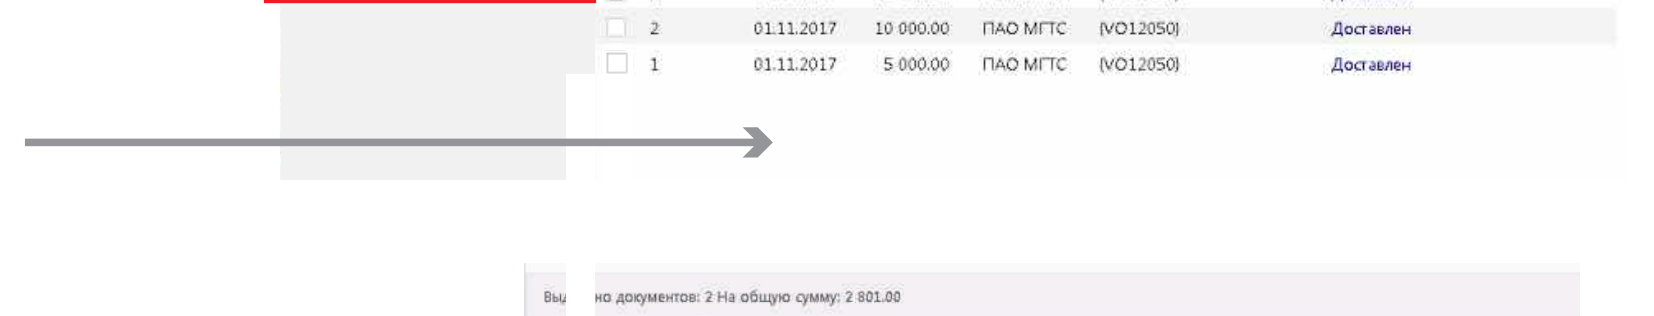 2 01.11.2017 10 000.00 ПАО МГТС {VO12050} Доставлен
1 01.11.2017 5 000.00 ПАО МГТС {VO12050} Доставлен
документов: 2 На общую сумму: 2 801.00